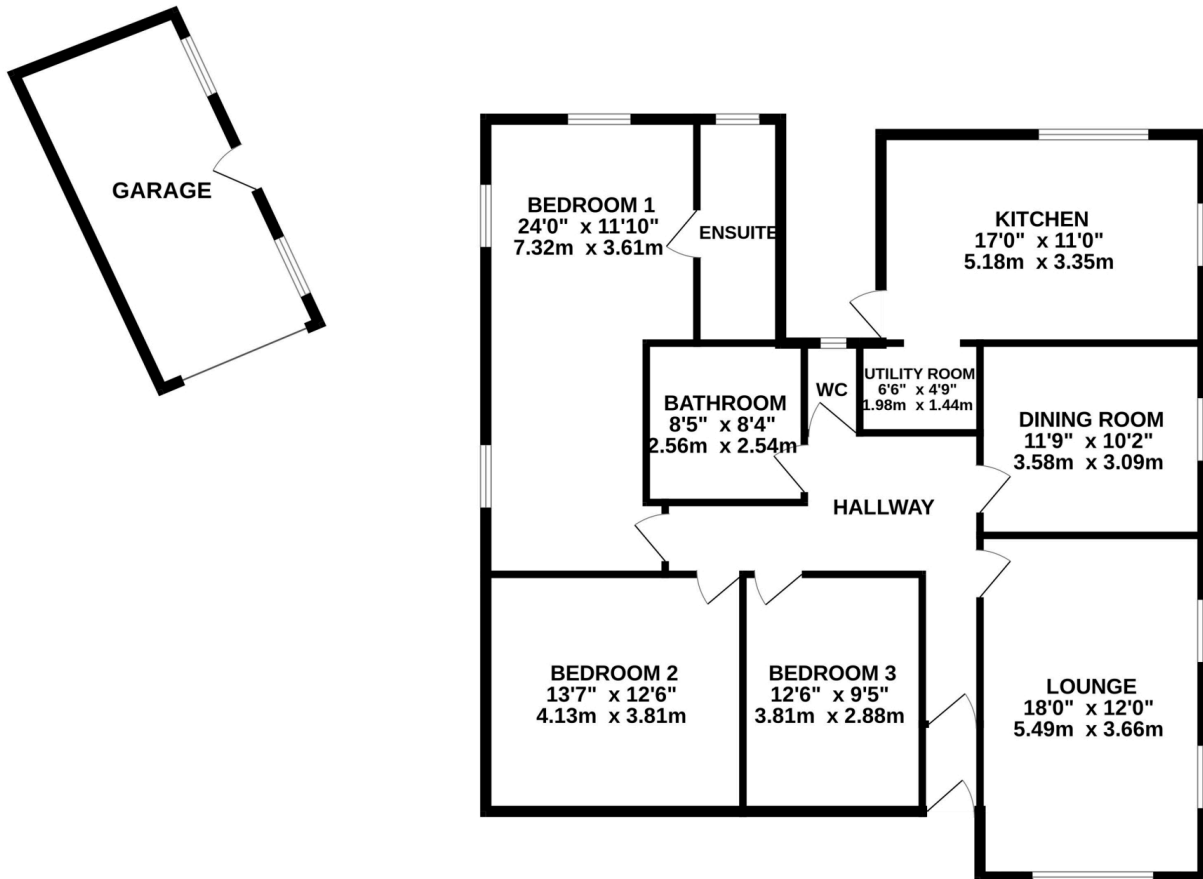 GARAGE
BEDROOM 1
24'0" x 11'10"
7.32m x 3.61m
ENSUITE
KITCHEN
17'0" x 11'0"
5.18m x 3.35m
BATHROOM
8'5" x 8'4"
2.56m x 2.54m
WC
UTILITY ROOM
6'6" x 4'9"
1.98m x 1.44m
DINING ROOM
11'9" x 10'2"
3.58m x 3.09m
HALLWAY
BEDROOM 2
13'7" x 12'6"
4.13m x 3.81m
BEDROOM 3
12'6" x 9'5"
3.81m x 2.88m
LOUNGE
18'0" x 12'0"
5.49m x 3.66m